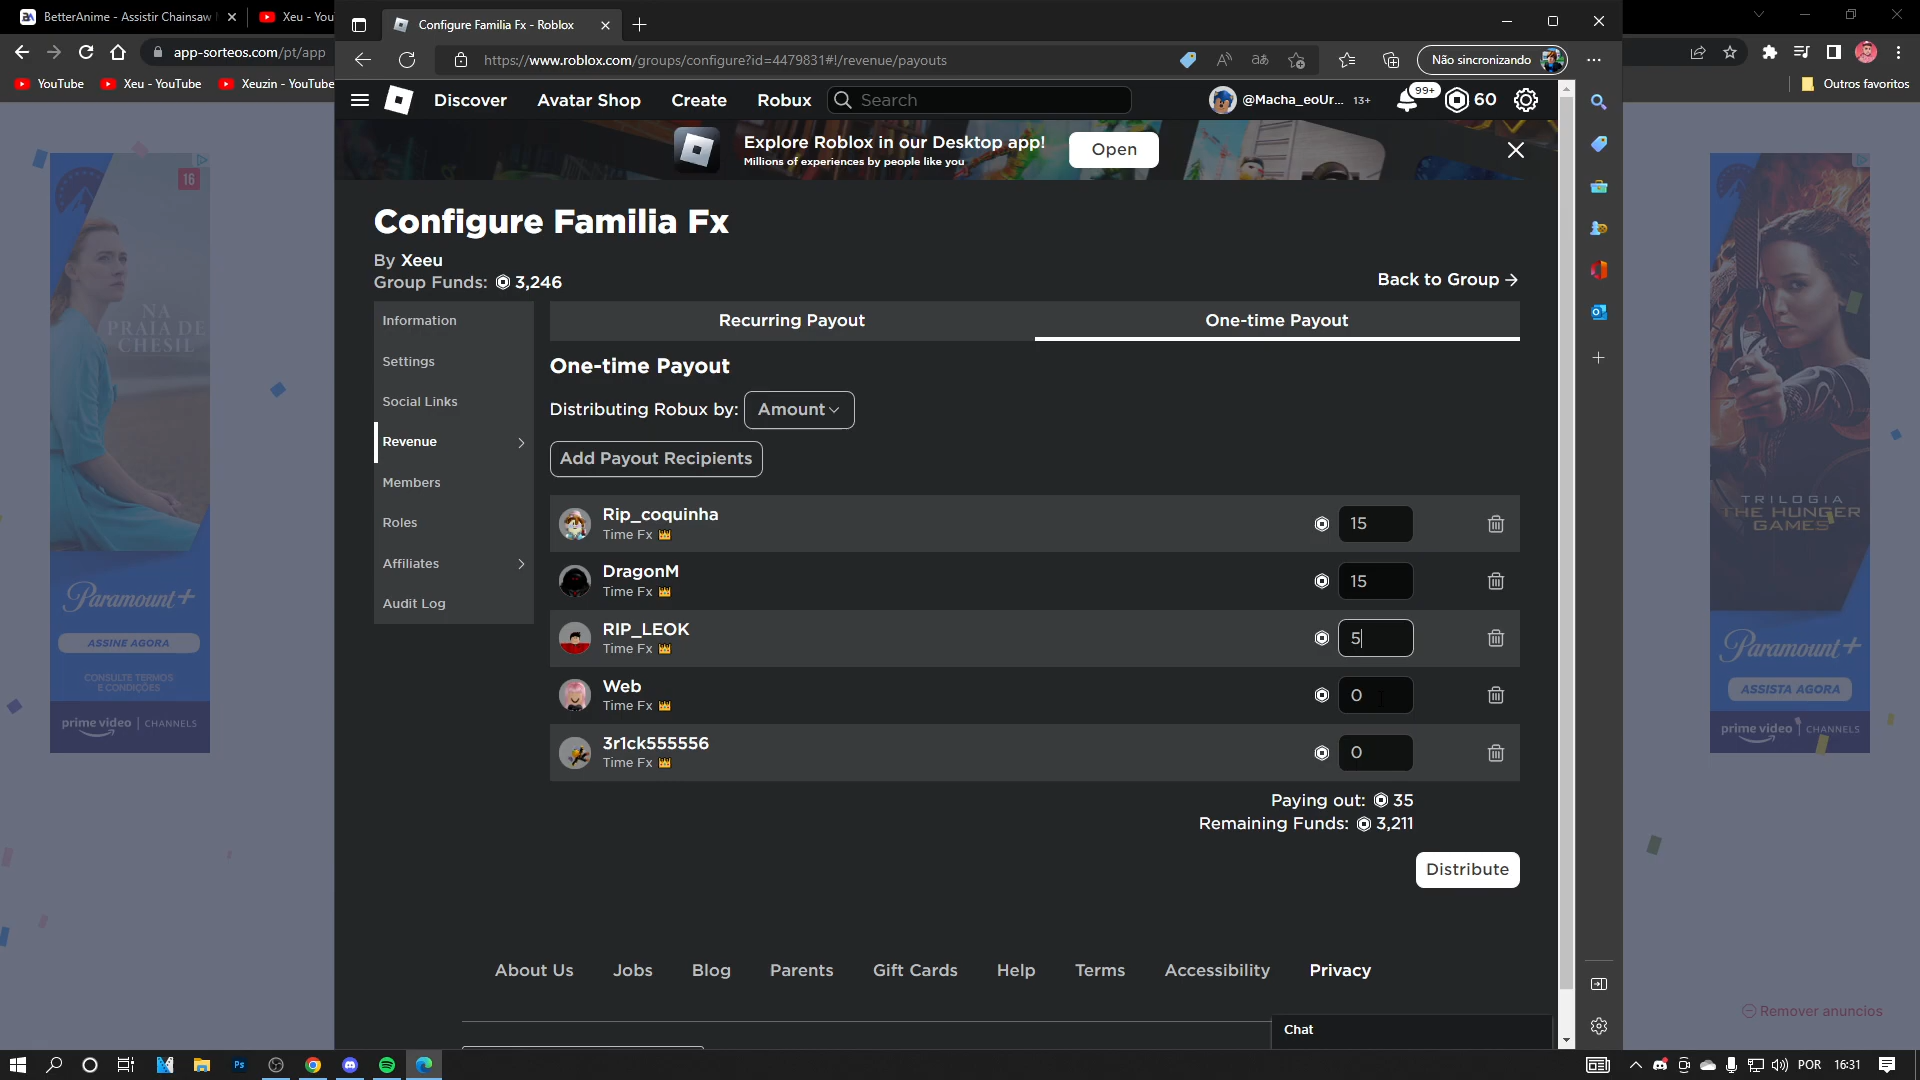 BetterAnime - Assistir Chainsaw
Xeu - You
Configure Familia Fx - Roblox
app-sorteos.com/pt/app
https://www.roblox.com/groups/configure?id=4479831#!/revenue/payouts
Não sincronizando
YouTube
Xeu - YouTube
Xeuzin - YouTube
Outros favoritos
Discover
Avatar Shop
Create
Robux
Search
@Macha_eoUr...
13+
99+
60
Explore Roblox in our Desktop app!
Millions of experiences by people like you
Open
Configure Familia Fx
By Xeeu
Group Funds: 3,246
Back to Group
Information
Settings
Social Links
Revenue
Members
Roles
Affiliates
Audit Log
Recurring Payout
One-time Payout
One-time Payout
Distributing Robux by: Amount
Add Payout Recipients
Rip_coquinha
Time Fx
15
DragonM
Time Fx
15
RIP_LEOK
Time Fx
5
Web
Time Fx
0
3r1ck555556
Time Fx
0
Paying out: 35
Remaining Funds: 3,211
Distribute
About Us
Jobs
Blog
Parents
Gift Cards
Help
Terms
Accessibility
Privacy
Chat
16
NA
PRAIA DE
CHESIL
Paramount+
ASSINE AGORA
CONSULTE TERMOS
E CONDIÇÕES
prime video | CHANNELS
TRILOGIA
THE HUNGER
GAMES
Paramount+
ASSISTA AGORA
prime video | CHANNELS
Remover anuncios
Ps
POR
16:31